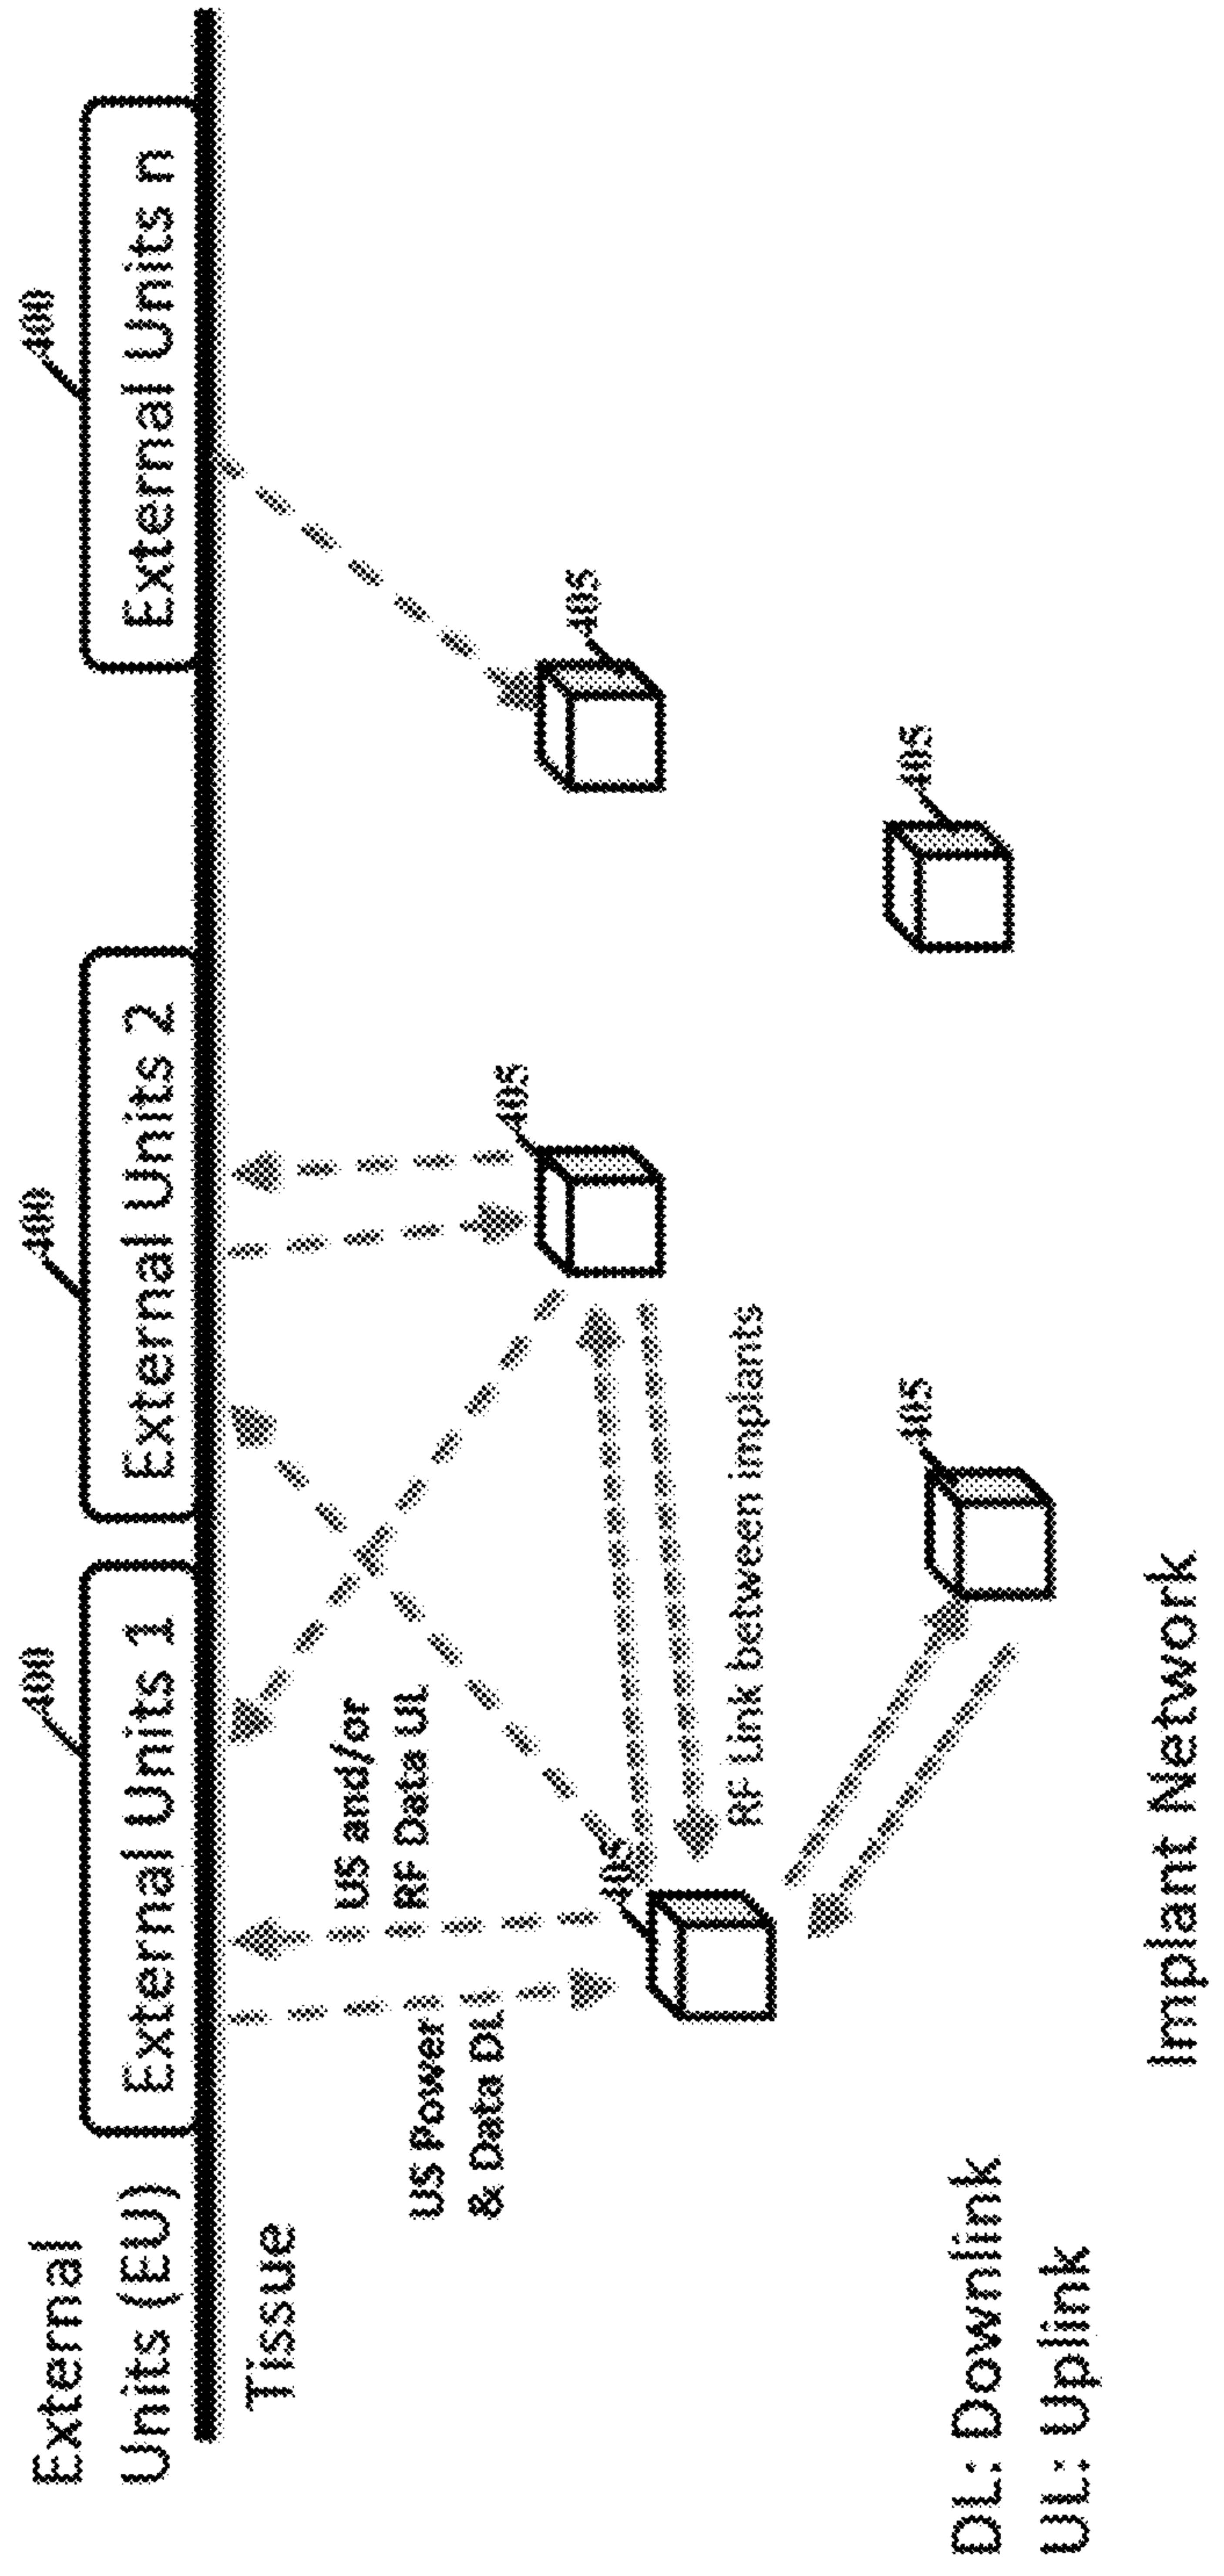 External
Units (EU)
400
400
400
External Units 1
External Units 2
External Units n
Tissue
US and/or
RF Data UL
US Power
& Data DL
405
405
405
RF Link between implants
405
405
DL: Downlink
UL: Uplink
Implant Network